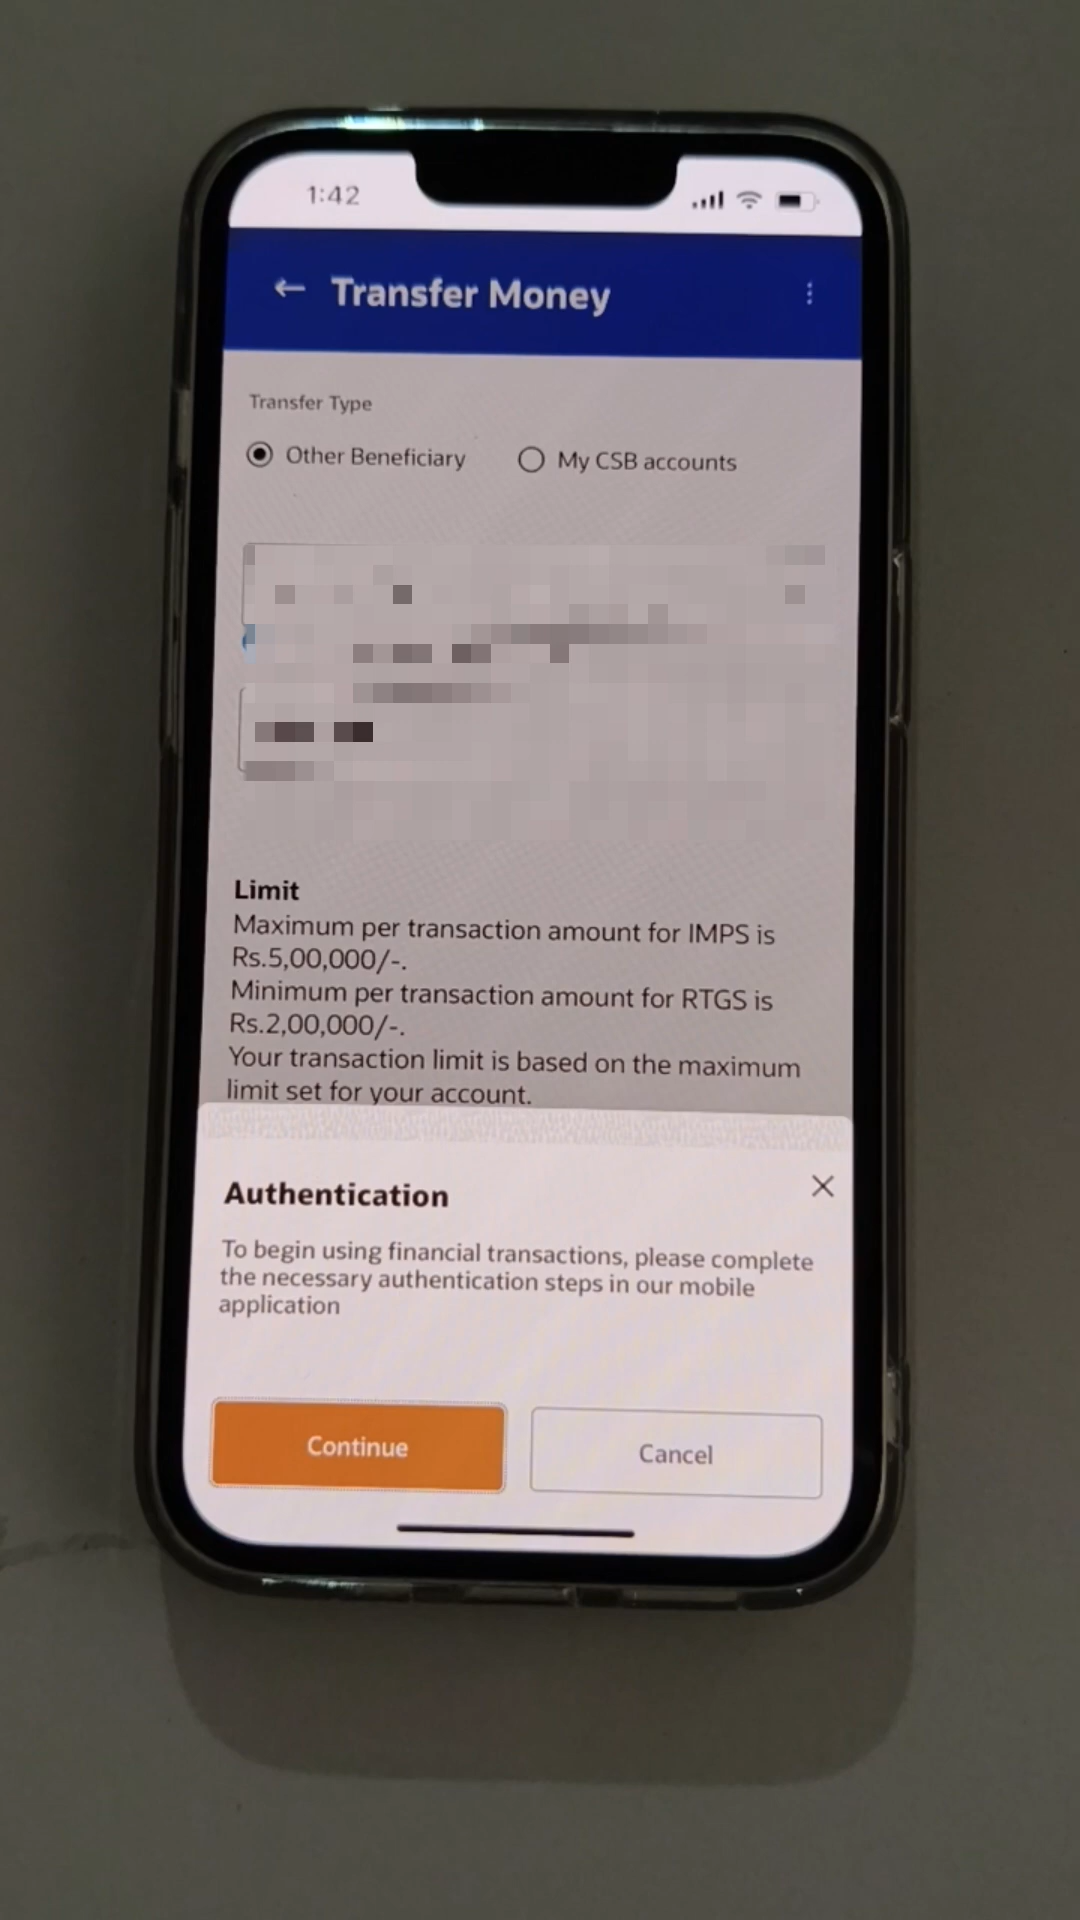 1:42
Transfer Money
Transfer Type
Other Beneficiary
My CSB accounts
Limit
Maximum per transaction amount for IMPS is
Rs.5,00,000/-.
Minimum per transaction amount for RTGS is
Rs.2,00,000/-.
Your transaction limit is based on the maximum
limit set for your account.
Authentication
To begin using financial transactions, please complete
the necessary authentication steps in our mobile
application
Continue
Cancel